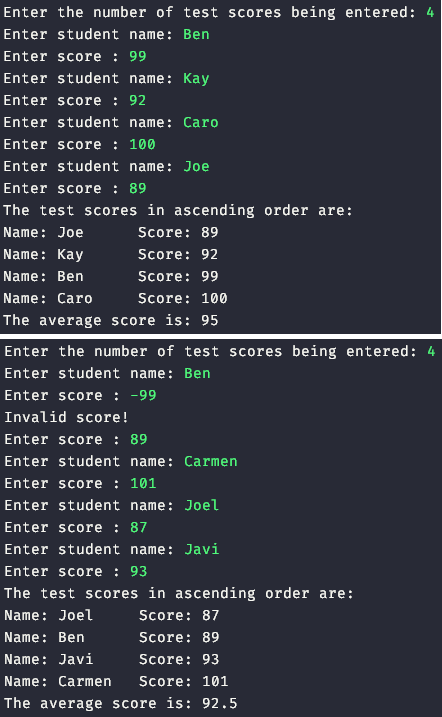 Enter the number of test scores being entered: 4
Enter student name: Ben
Enter score : 99
Enter student name: Kay
Enter score : 92
Enter student name: Caro
Enter score : 100
Enter student name: Joe
Enter score : 89
The test scores in ascending order are:
Name: Joe      Score: 89
Name: Kay      Score: 92
Name: Ben      Score: 99
Name: Caro     Score: 100
The average score is: 95
Enter the number of test scores being entered: 4
Enter student name: Ben
Enter score : -99
Invalid score!
Enter score : 89
Enter student name: Carmen
Enter score : 101
Enter student name: Joel
Enter score : 87
Enter student name: Javi
Enter score : 93
The test scores in ascending order are:
Name: Joel     Score: 87
Name: Ben      Score: 89
Name: Javi     Score: 93
Name: Carmen   Score: 101
The average score is: 92.5